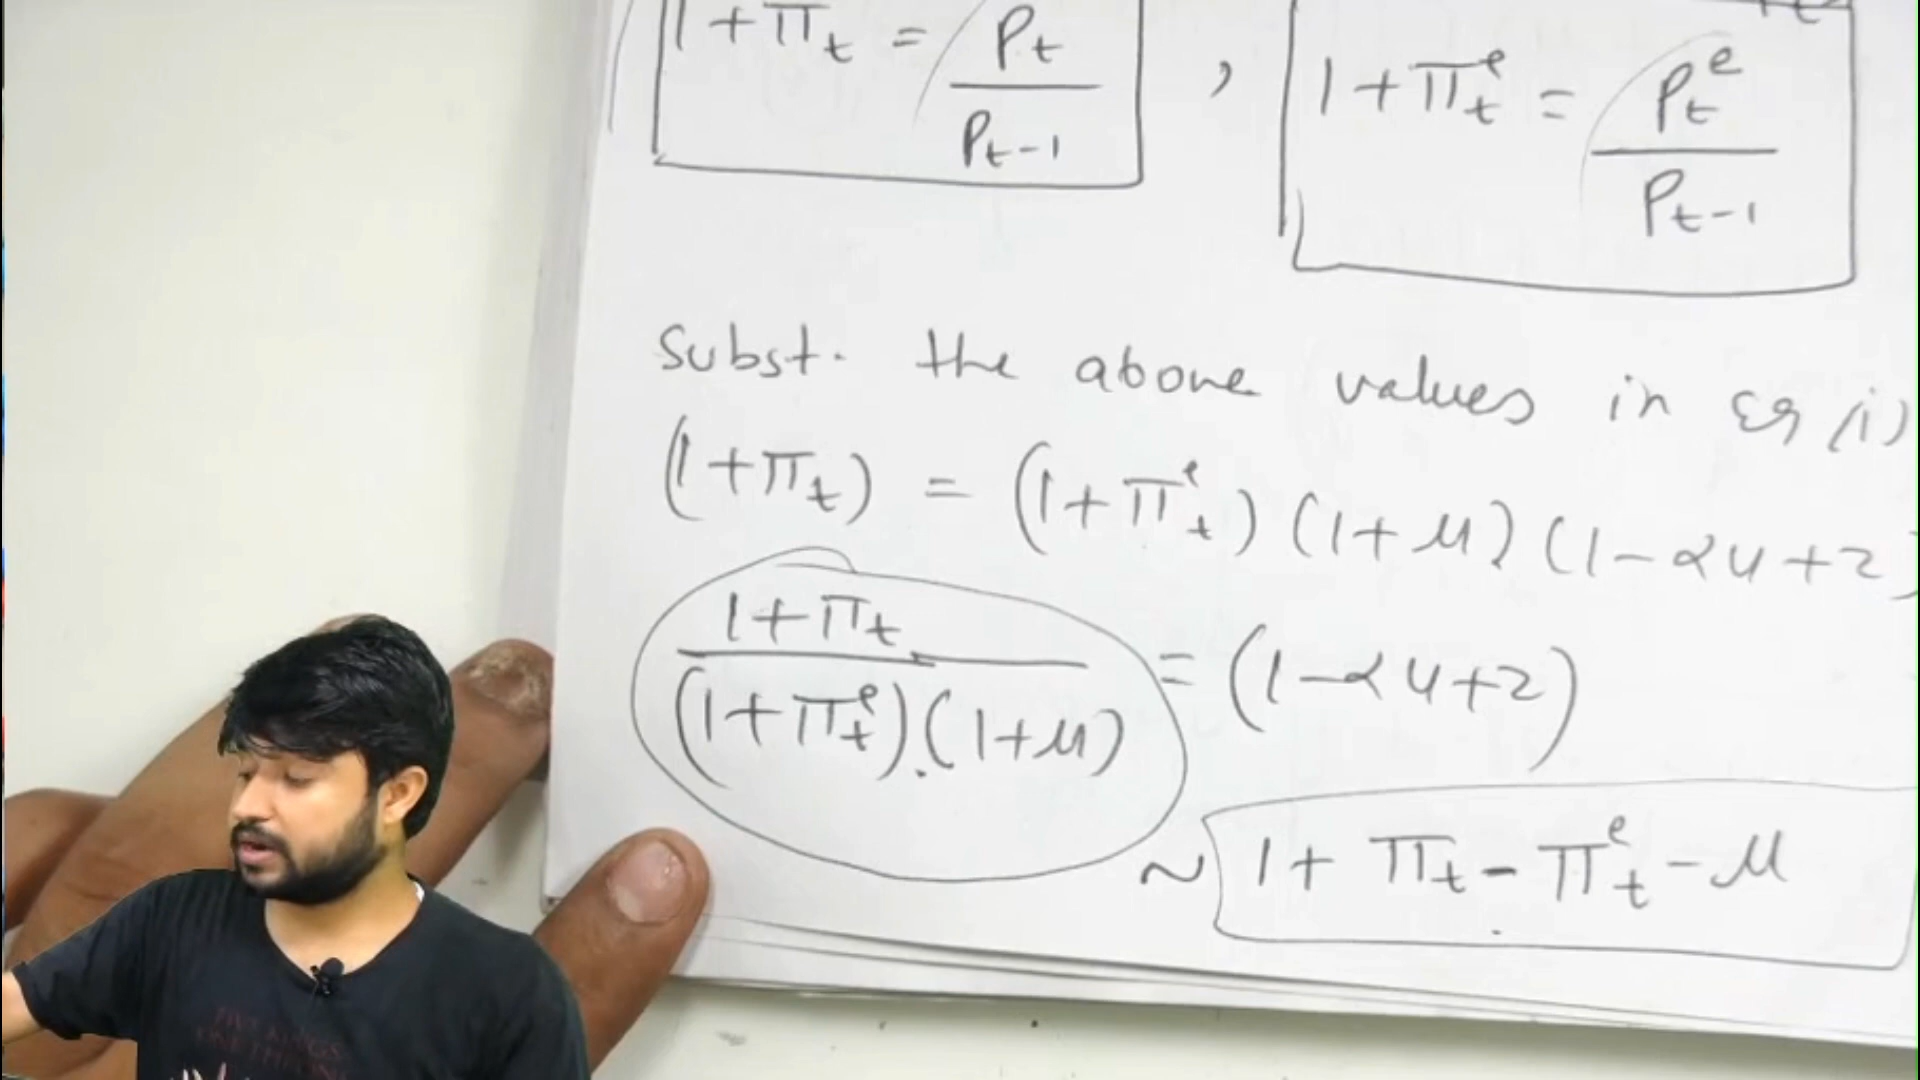 1 + π_t = P_t / P_{t-1} , 1 + π_t^e = P_t^e / P_{t-1}
Subst. the above values in Eq (i)
(1 + π_t) = (1 + π_t^e) (1 + μ) (1 - αu + z)
1 + π_t / (1 + π_t^e).(1 + μ) = (1 - αu + z)
~ 1 + π_t - π_t^e - μ